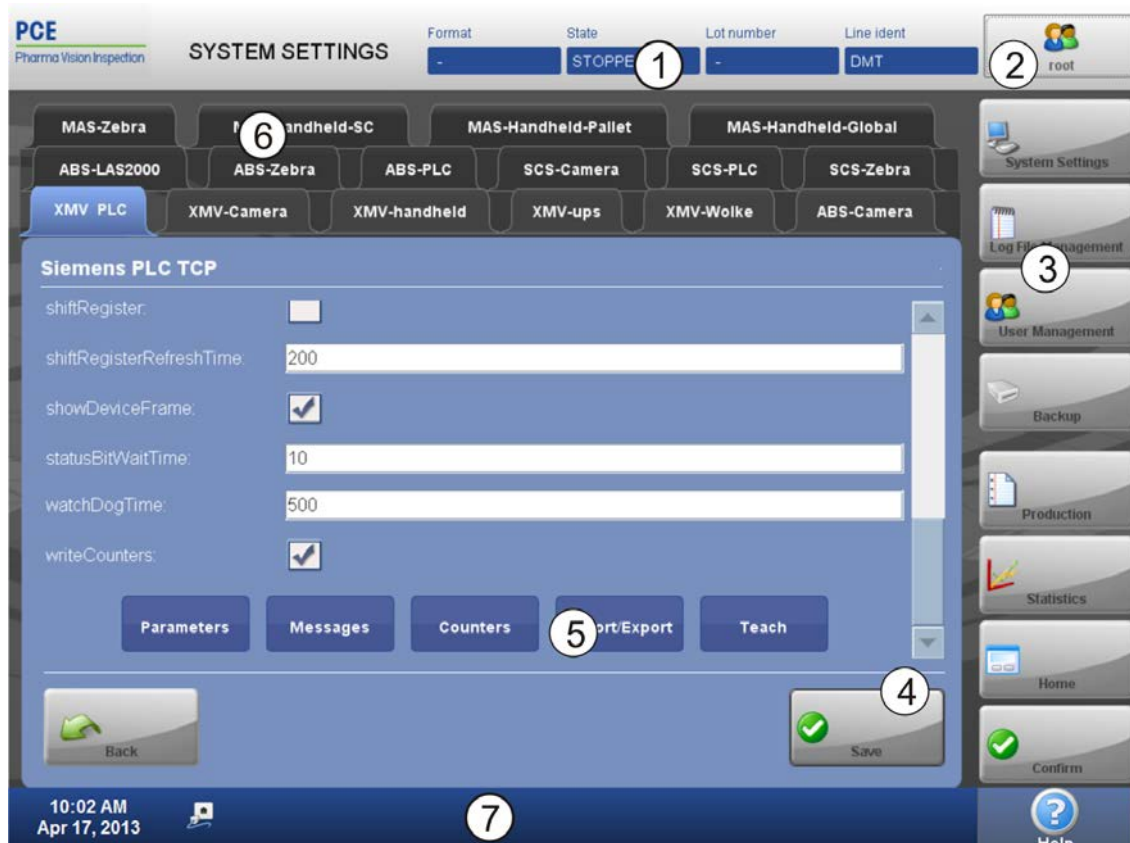 PCE
Pharma Vision Inspection
SYSTEM SETTINGS
Format State Lot number Line ident
- STOPPE - DMT
1
2
root
MAS-Zebra andheld-SC MAS-Handheld-Pallet MAS-Handheld-Global
6
ABS-LAS2000 ABS-Zebra ABS-PLC SCS-Camera SCS-PLC SCS-Zebra
XMV PLC XMV-Camera XMV-handheld XMV-ups XMV-Wolke ABS-Camera
Siemens PLC TCP
shiftRegister:
shiftRegisterRefreshTime: 200
showDeviceFrame:
statusBitWaitTime: 10
watchDogTime: 500
writeCounters:
Parameters Messages Counters ort/Export Teach
5
Back
4
Save
System Settings
Log File Management
3
User Management
Backup
Production
Statistics
Home
Confirm
10:02 AM
Apr 17, 2013
7
Help